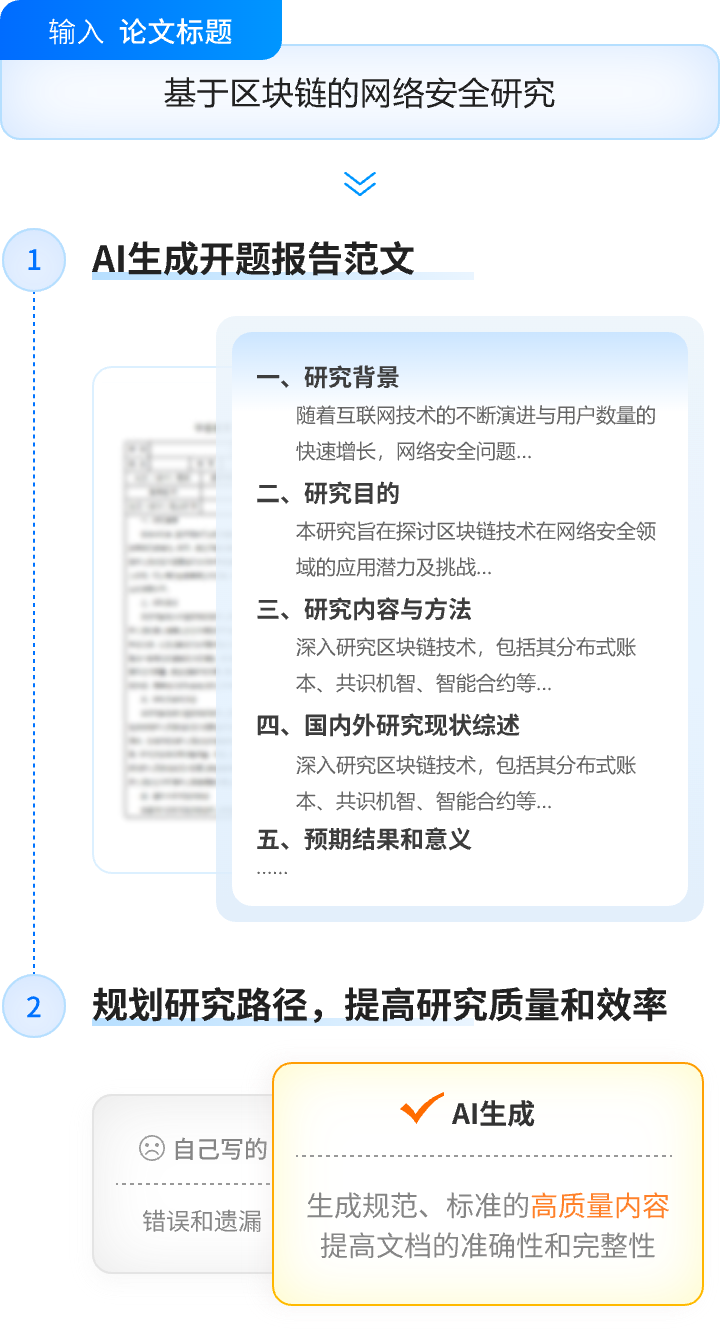 输入 论文标题
基于区块链的网络安全研究
1
AI生成开题报告范文
一、研究背景
随着互联网技术的不断演进与用户数量的
快速增长，网络安全问题...
二、研究目的
本研究旨在探讨区块链技术在网络安全领
域的应用潜力及挑战...
三、研究内容与方法
深入研究区块链技术，包括其分布式账
本、共识机智、智能合约等...
四、国内外研究现状综述
深入研究区块链技术，包括其分布式账
本、共识机智、智能合约等...
五、预期结果和意义
......
2
规划研究路径，提高研究质量和效率
自己写的
错误和遗漏
AI生成
生成规范、标准的高质量内容
提高文档的准确性和完整性